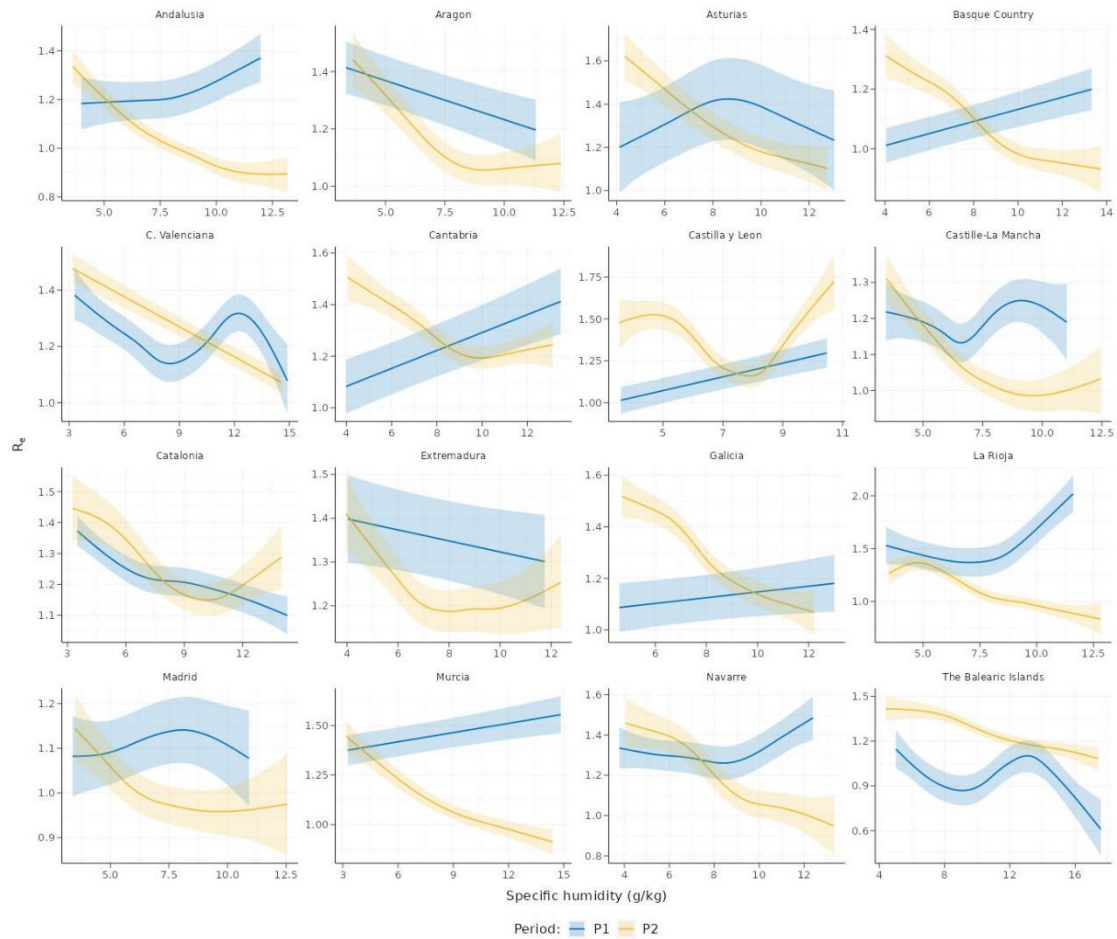 Andalusia Aragon Asturias Basque Country
1.4
1.2
1.0
0.8
5.0 7.5 10.0 12.5
1.4
1.2
1.0
5.0 7.5 10.0 12.5
1.6
1.4
1.2
1.0
4 6 8 10 12
1.4
1.2
1.0
4 6 8 10 12 14
C. Valenciana Cantabria Castilla y Leon Castille-La Mancha
1.4
1.2
1.0
3 6 9 12 15
1.6
1.4
1.2
1.0
4 6 8 10 12
1.75
1.50
1.25
1.00
5 7 9 11
1.3
1.2
1.1
1.0
5.0 7.5 10.0 12.5
Re
Catalonia Extremadura Galicia La Rioja
1.5
1.4
1.3
1.2
1.1
3 6 9 12
1.5
1.4
1.3
1.2
4 6 8 10 12
1.6
1.4
1.2
1.0
6 8 10 12
2.0
1.5
1.0
5.0 7.5 10.0 12.5
Madrid Murcia Navarre The Balearic Islands
1.2
1.1
1.0
0.9
5.0 7.5 10.0 12.5
1.50
1.25
1.00
3 6 9 12 15
1.6
1.4
1.2
1.0
0.8
4 6 8 10 12
1.5
1.2
0.9
0.6
4 8 12 16
Specific humidity (g/kg)
Period: P1 P2